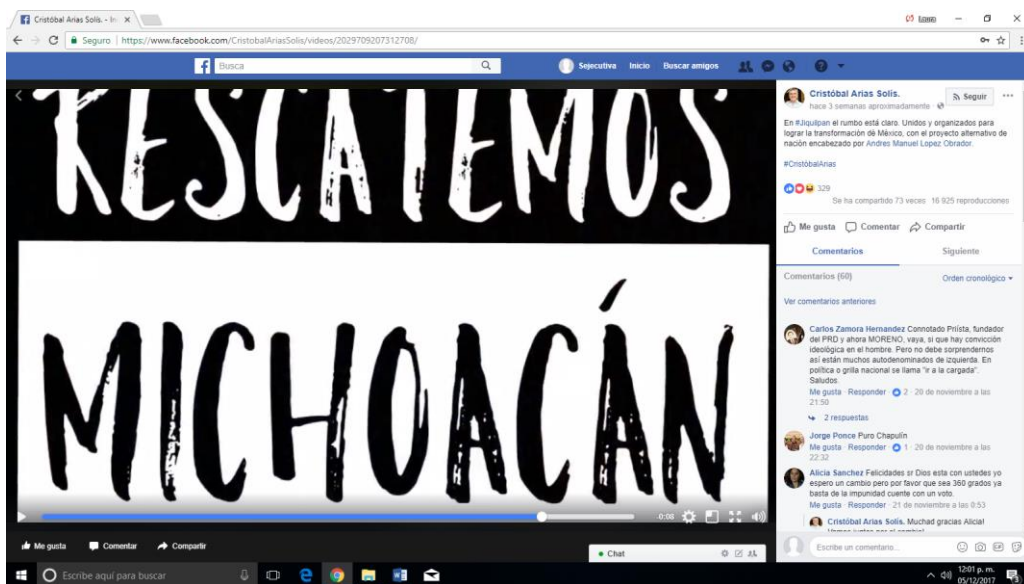 Cristóbal Arias Solís. - In
Seguro | https://www.facebook.com/CristobalAriasSolis/videos/2029709207312708/
Busca
Sejecutiva Inicio Buscar amigos
RESCATEMOS
MICHOACÁN
-0:08
Me gusta Comentar Compartir
Chat
Cristóbal Arias Solís.
Seguir
hace 3 semanas aproximadamente
En #Jiquilpan el rumbo está claro. Unidos y organizados para
lograr la transformación de México, con el proyecto alternativo de
nación encabezado por Andres Manuel Lopez Obrador.
#CristóbalArias
329
Se ha compartido 73 veces 16 925 reproducciones
Me gusta Comentar Compartir
Comentarios Siguiente
Comentarios (60) Orden cronológico
Ver comentarios anteriores
Carlos Zamora Hernandez Connotado Priísta, fundador
del PRD y ahora MORENO, vaya, si que hay convicción
ideológica en el hombre. Pero no debe sorprendernos
así están muchos autodenominados de izquierda. En
política o grilla nacional se llama "ir a la cargada".
Saludos.
Me gusta · Responder · 2 · 20 de noviembre a las
21:50
2 respuestas
Jorge Ponce Puro Chapulín
Me gusta · Responder · 1 · 20 de noviembre a las
22:32
Alicia Sanchez Felicidades sr Dios esta con ustedes yo
espero un cambio pero por favor que sea 360 grados ya
basta de la impunidad cuente con un voto.
Me gusta · Responder · 21 de noviembre a las 0:53
Cristóbal Arias Solís. Muchad gracias Alicia!
Escribe un comentario...
Escribe aquí para buscar
12:01 p. m.
05/12/2017